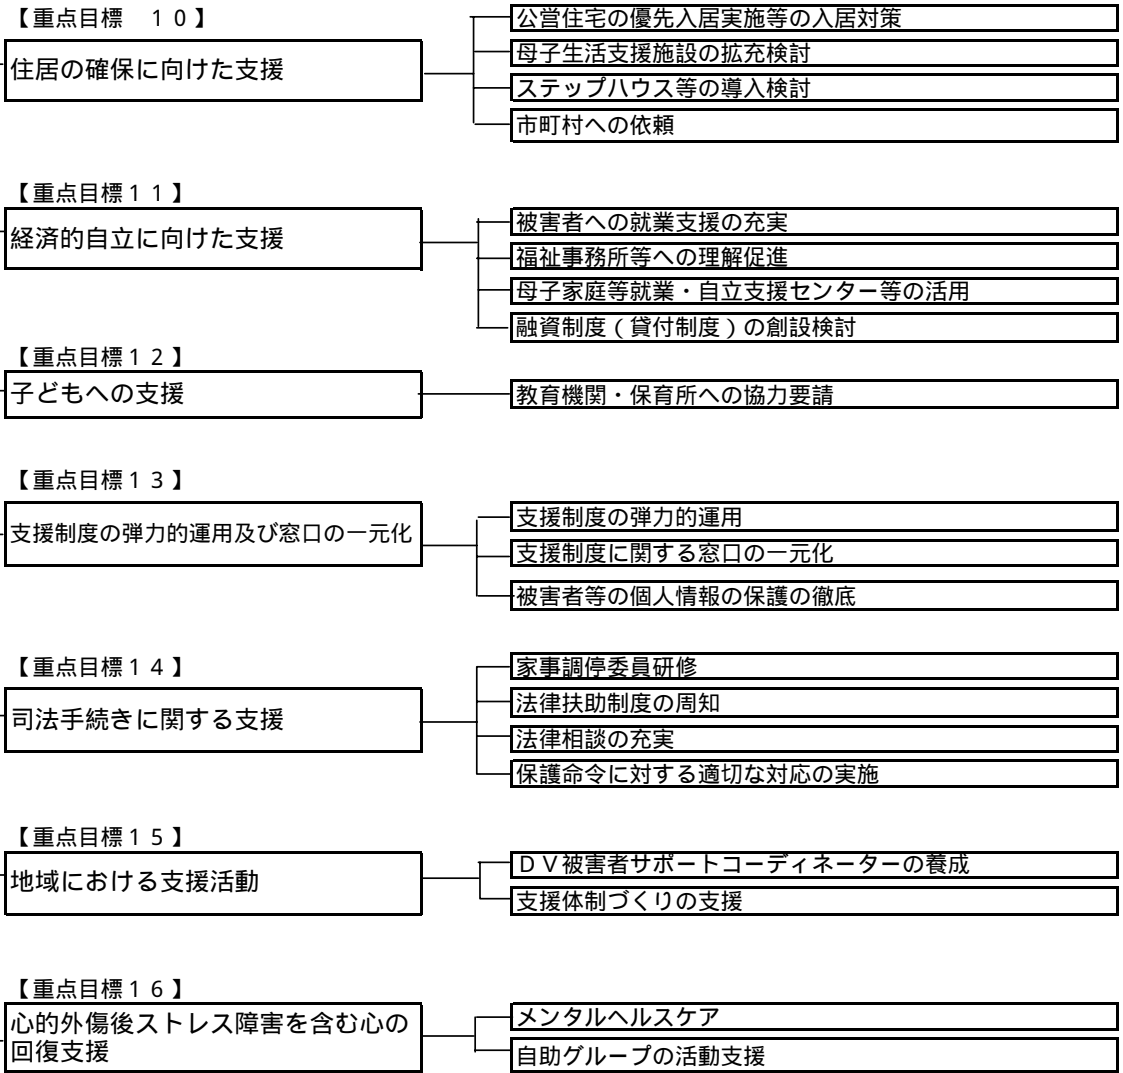 【重点目標　１０】
住居の確保に向けた支援
公営住宅の優先入居実施等の入居対策
母子生活支援施設の拡充検討
ステップハウス等の導入検討
市町村への依頼
【重点目標１１】
経済的自立に向けた支援
被害者への就業支援の充実
福祉事務所等への理解促進
母子家庭等就業・自立支援センター等の活用
融資制度（貸付制度）の創設検討
【重点目標１２】
子どもへの支援
教育機関・保育所への協力要請
【重点目標１３】
支援制度の弾力的運用及び窓口の一元化
支援制度の弾力的運用
支援制度に関する窓口の一元化
被害者等の個人情報の保護の徹底
【重点目標１４】
司法手続きに関する支援
家事調停委員研修
法律扶助制度の周知
法律相談の充実
保護命令に対する適切な対応の実施
【重点目標１５】
地域における支援活動
ＤＶ被害者サポートコーディネーターの養成
支援体制づくりの支援
【重点目標１６】
心的外傷後ストレス障害を含む心の
回復支援
メンタルヘルスケア
自助グループの活動支援